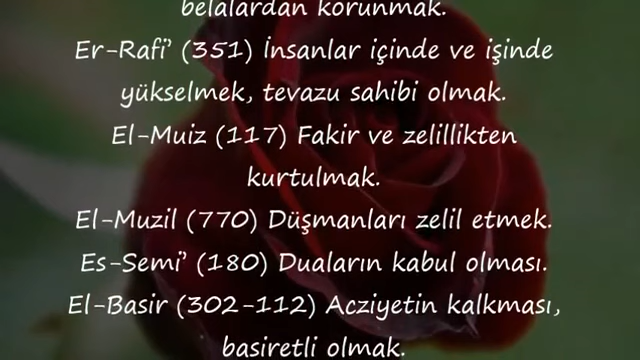 belalardan korunmak.
Er-Rafi’ (351) İnsanlar içinde ve işinde
yükselmek, tevazu sahibi olmak.
El-Muiz (117) Fakir ve zelillikten
kurtulmak.
El-Muzil (770) Düşmanları zelil etmek.
Es-Semi’ (180) Duaların kabul olması.
El-Basir (302-112) Acziyetin kalkması,
basiretli olmak.